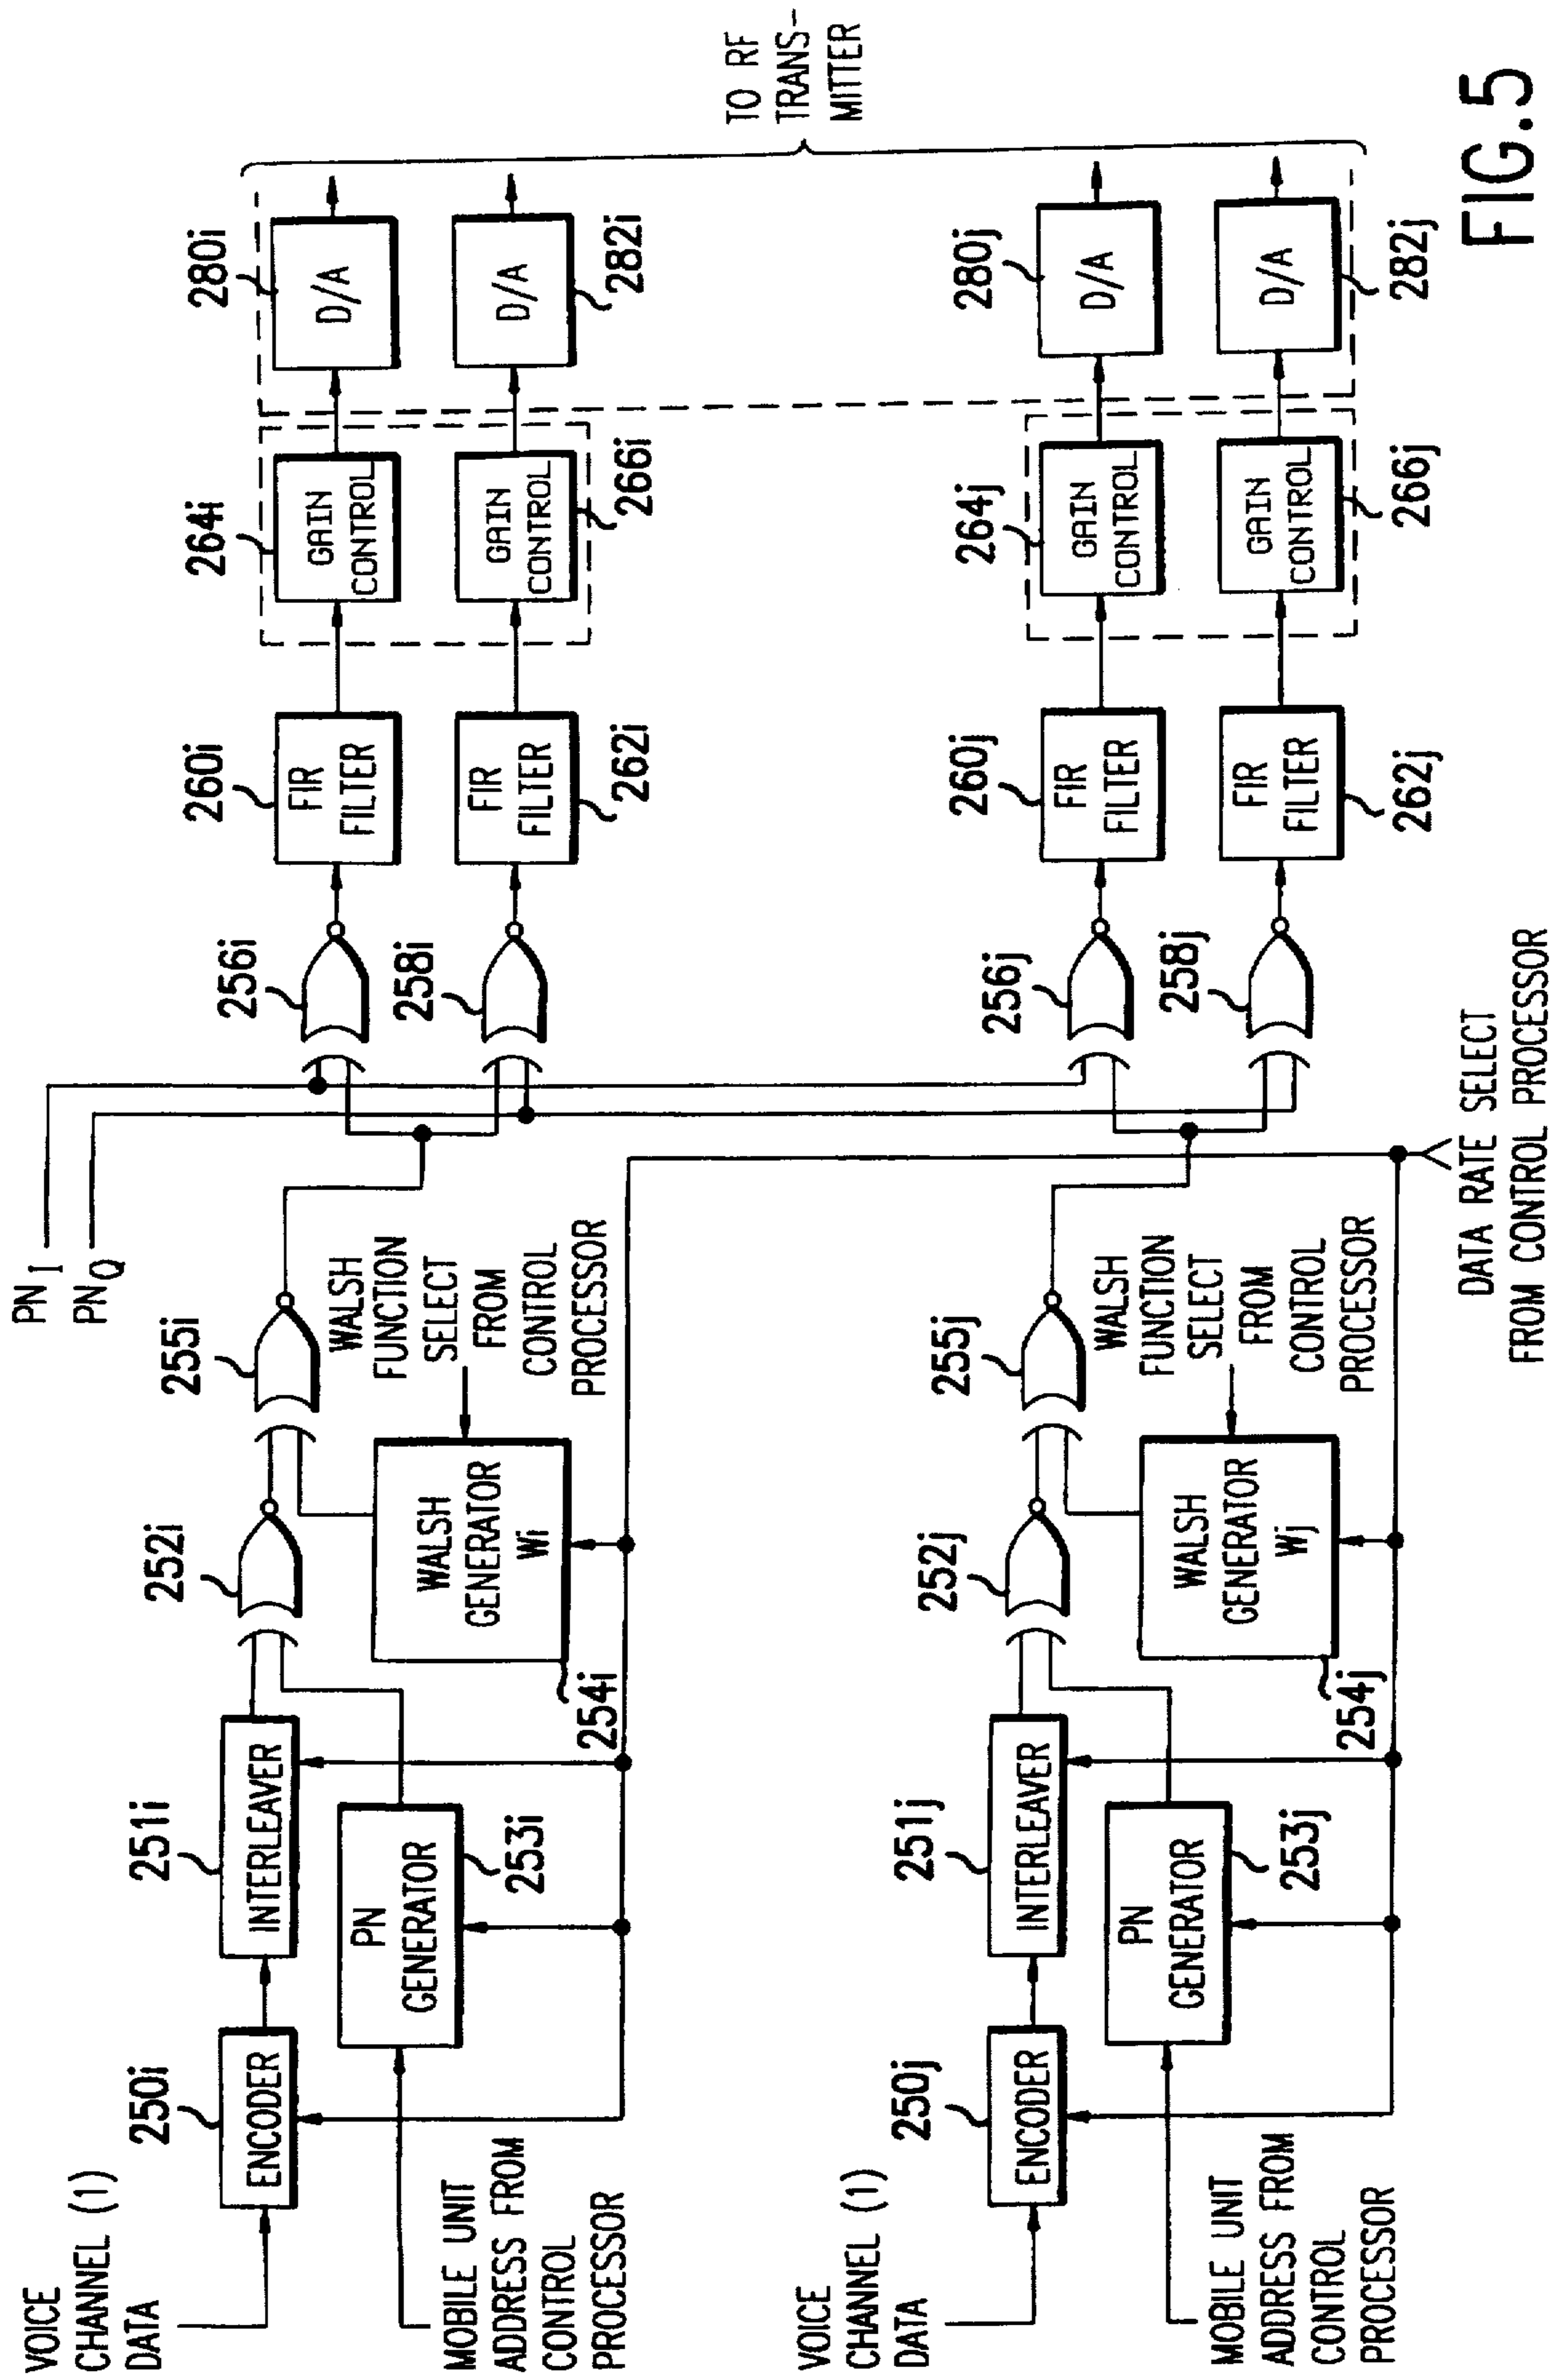 VOICE
CHANNEL (1)
DATA
250i
ENCODER
251i
INTERLEAVER
MOBILE UNIT
ADDRESS FROM
CONTROL
PROCESSOR
PN
GENERATOR
253i
252i
WALSH
GENERATOR
Wi
254i
255i
WALSH
FUNCTION
SELECT
FROM
CONTROL
PROCESSOR
PN I
PN Q
256i
258i
260i
FIR
FILTER
FIR
FILTER
262i
264i
GAIN
CONTROL
GAIN
CONTROL
266i
280i
D/A
D/A
282i
TO RF
TRANS-
MITTER
VOICE
CHANNEL (1)
DATA
250j
ENCODER
251j
INTERLEAVER
MOBILE UNIT
ADDRESS FROM
CONTROL
PROCESSOR
PN
GENERATOR
253j
252j
WALSH
GENERATOR
Wj
254j
255j
WALSH
FUNCTION
SELECT
FROM
CONTROL
PROCESSOR
256j
258j
260j
FIR
FILTER
FIR
FILTER
262j
264j
GAIN
CONTROL
GAIN
CONTROL
266j
280j
D/A
D/A
282j
DATA RATE SELECT
FROM CONTROL PROCESSOR
FIG.5